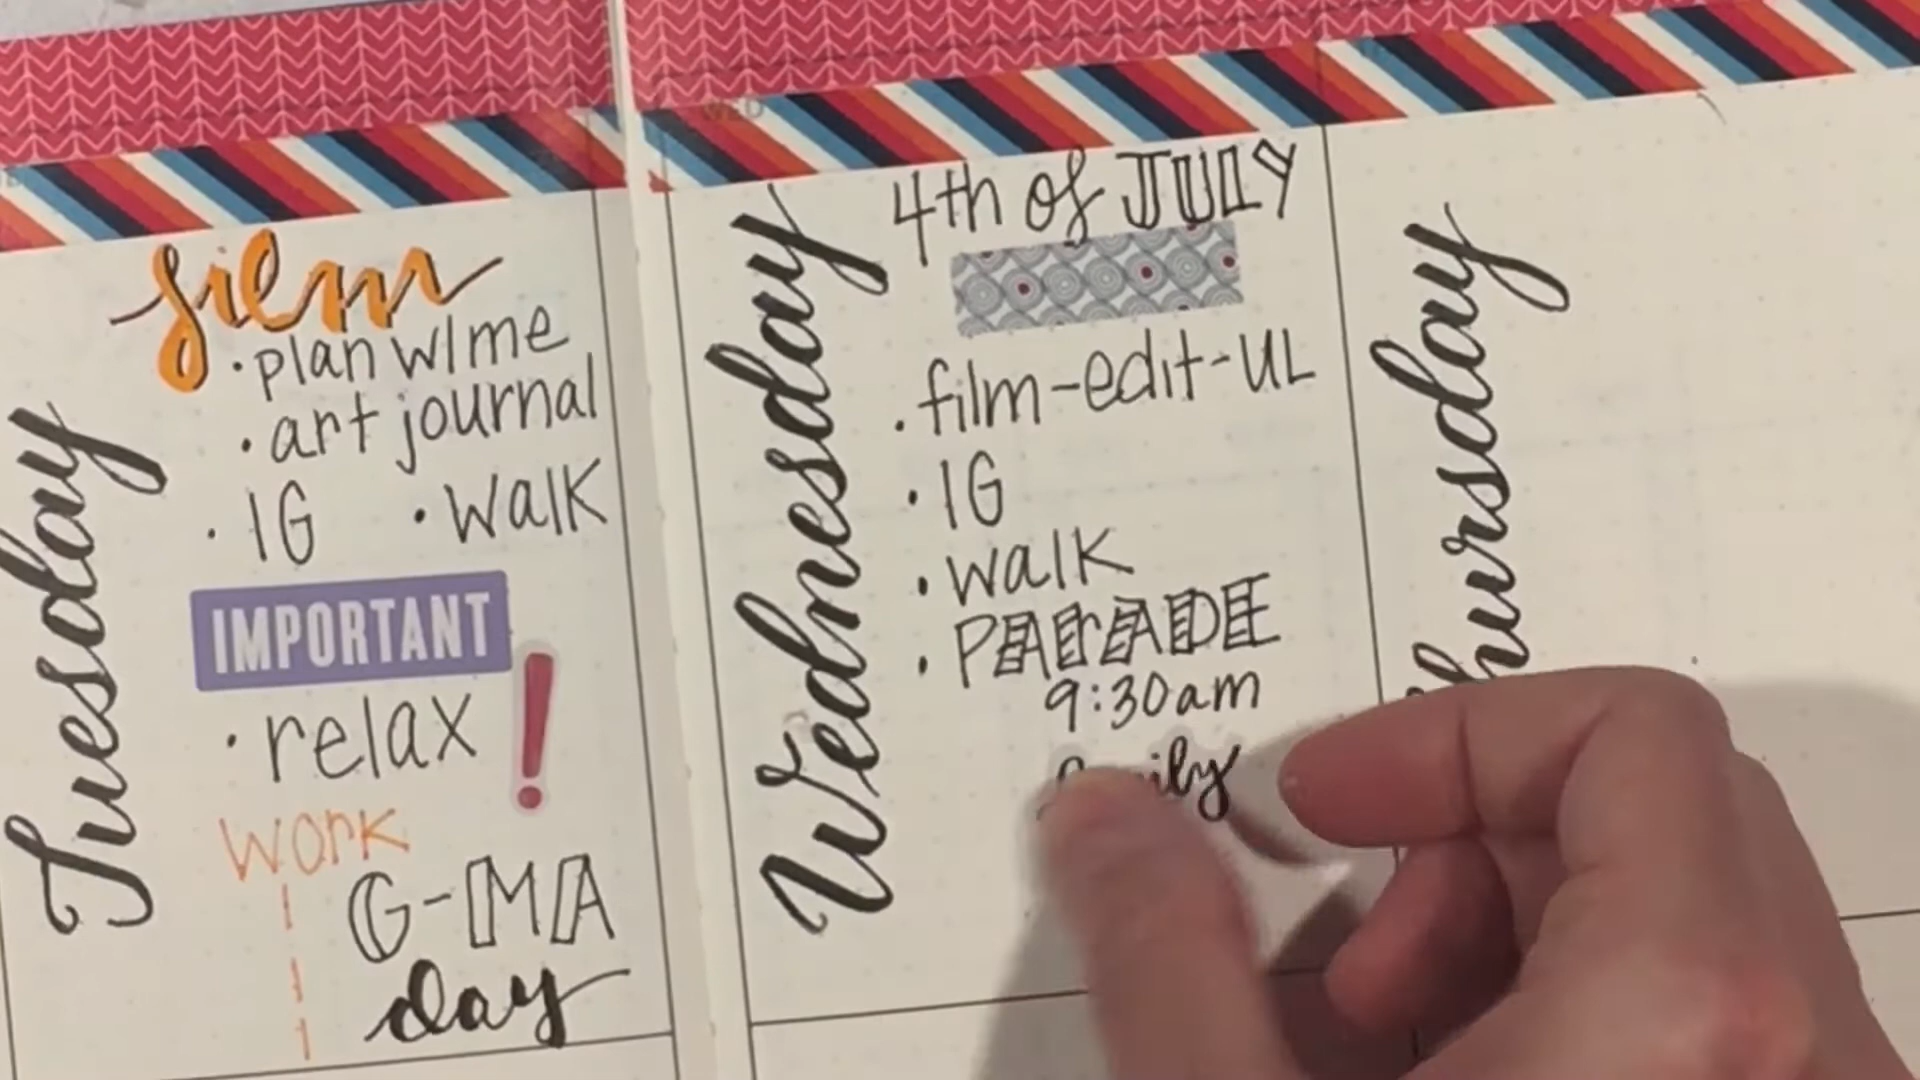 Tuesday
film
• plan w/me
• art journal
• IG • Walk
IMPORTANT
• relax !
Work
G-MA
day
WED
Wednesday
4th of JULY
• film-edit-UL
• IG
• Walk
• PARADE
9:30am